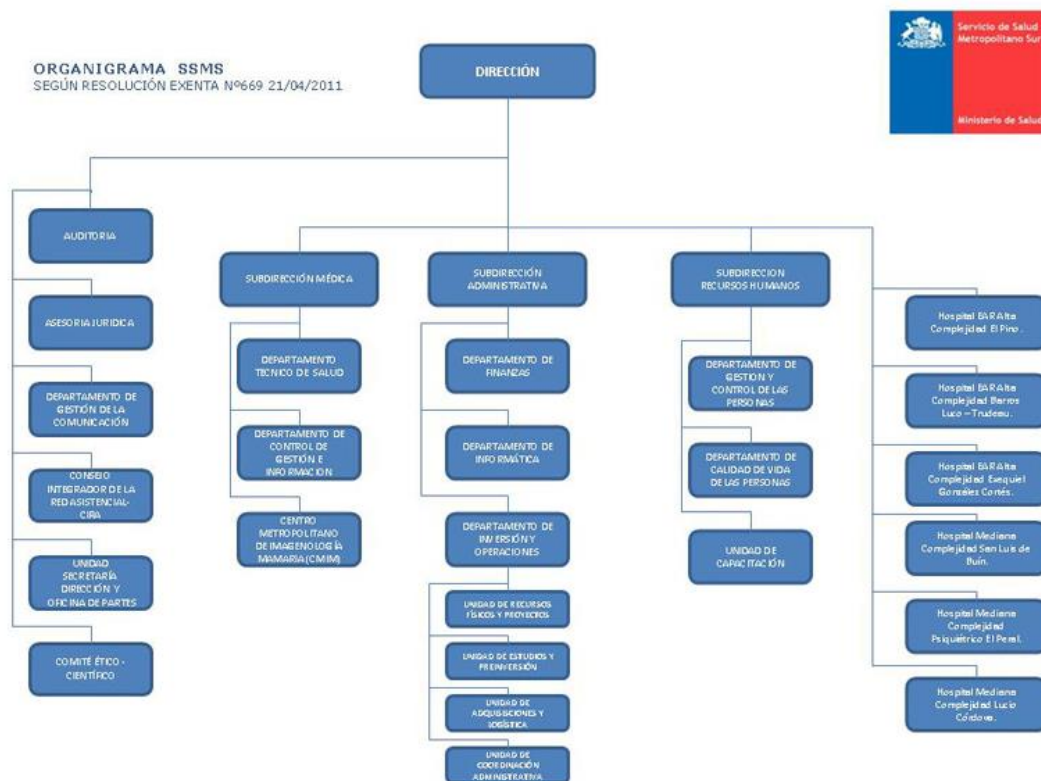 ORGANIGRAMA SSMS
SEGÚN RESOLUCIÓN EXENTA Nº669 21/04/2011
DIRECCIÓN
Servicio de Salud
Metropolitano Sur
Ministerio de Salud
AUDITORIA
ASESORIA JURIDICA
DEPARTAMENTO DE
GESTIÓN DE LA
COMUNICACIÓN
CONSEJO
INTEGRADOR DE LA
RED ASISTENCIAL-
CIRA
UNIDAD
SECRETARÍA
DIRECCIÓN Y
OFICINA DE PARTES
COMITÉ ÉTICO -
CIENTÍFICO
SUBDIRECCIÓN MÉDICA
DEPARTAMENTO
TECNICO DE SALUD
DEPARTAMENTO DE
CONTROL DE
GESTIÓN E
INFORMACION
CENTRO
METROPOLITANO
DE IMAGENOLOGÍA
MAMARIA (CMIM)
SUBDIRECCIÓN
ADMINISTRATIVA
DEPARTAMENTO DE
FINANZAS
DEPARTAMENTO DE
INFORMÁTICA
DEPARTAMENTO DE
INVERSIÓN Y
OPERACIONES
UNIDAD DE RECURSOS
FÍSICOS Y PROYECTOS
UNIDAD DE ESTUDIOS Y
PREINVERSIÓN
UNIDAD DE
ADQUISICIONES Y
LOGÍSTICA
UNIDAD DE
COORDINACIÓN
ADMINISTRATIVA
SUBDIRECCION
RECURSOS HUMANOS
DEPARTAMENTO DE
GESTION Y
CONTROL DE LAS
PERSONAS
DEPARTAMENTO DE
CALIDAD DE VIDA
DE LAS PERSONAS
UNIDAD DE
CAPACITACIÓN
Hospital EAR Alta
Complejidad El Pino.
Hospital EAR Alta
Complejidad Barros
Luco – Trudeau.
Hospital EAR Alta
Complejidad Exequiel
González Cortés.
Hospital Mediana
Complejidad San Luis de
Buin.
Hospital Mediana
Complejidad
Psiquiétrico El Peral.
Hospital Mediana
Complejidad Lucio
Córdova.